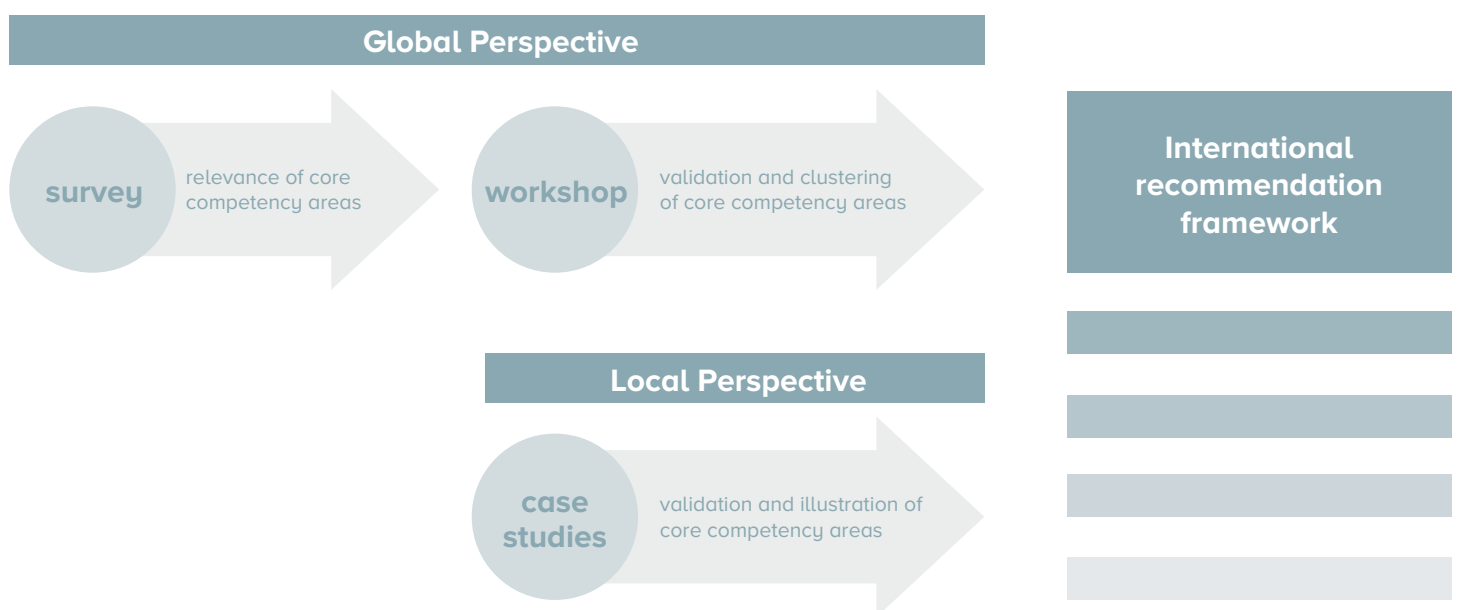 Global Perspective
survey
relevance of core
competency areas
workshop
validation and clustering
of core competency areas
International
recommendation
framework
Local Perspective
case
studies
validation and illustration of
core competency areas